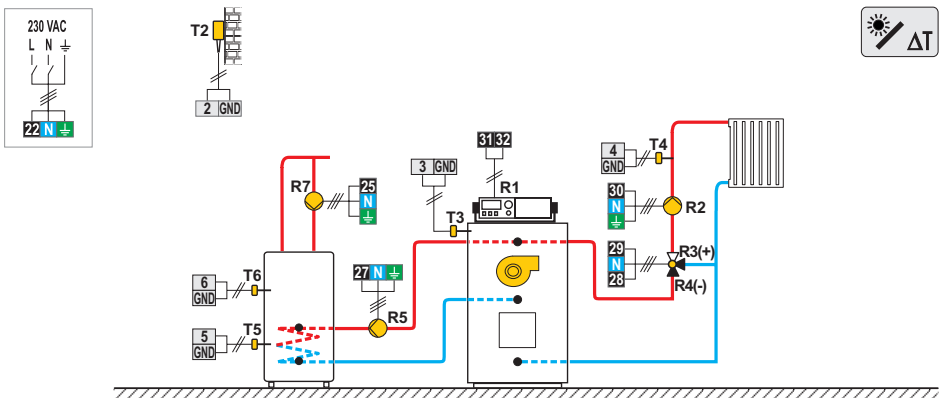 230 VAC
L N
22 N
T2
2 GND
ΔT
31 32
3 GND
R1
T3
4
GND
T4
30
N
R2
29
N
28
R3(+)
R4(-)
R7
25
N
6
GND
T6
27 N
R5
5
GND
T5